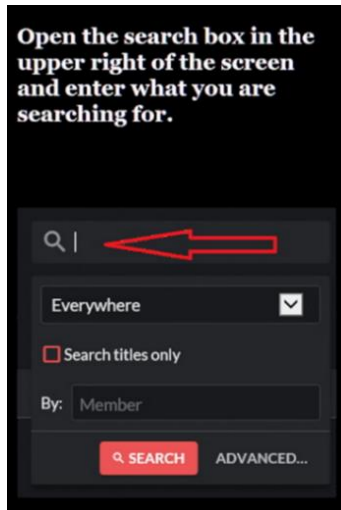 Open the search box in the
upper right of the screen
and enter what you are
searching for.
Everywhere
Search titles only
By: Member
SEARCH ADVANCED...